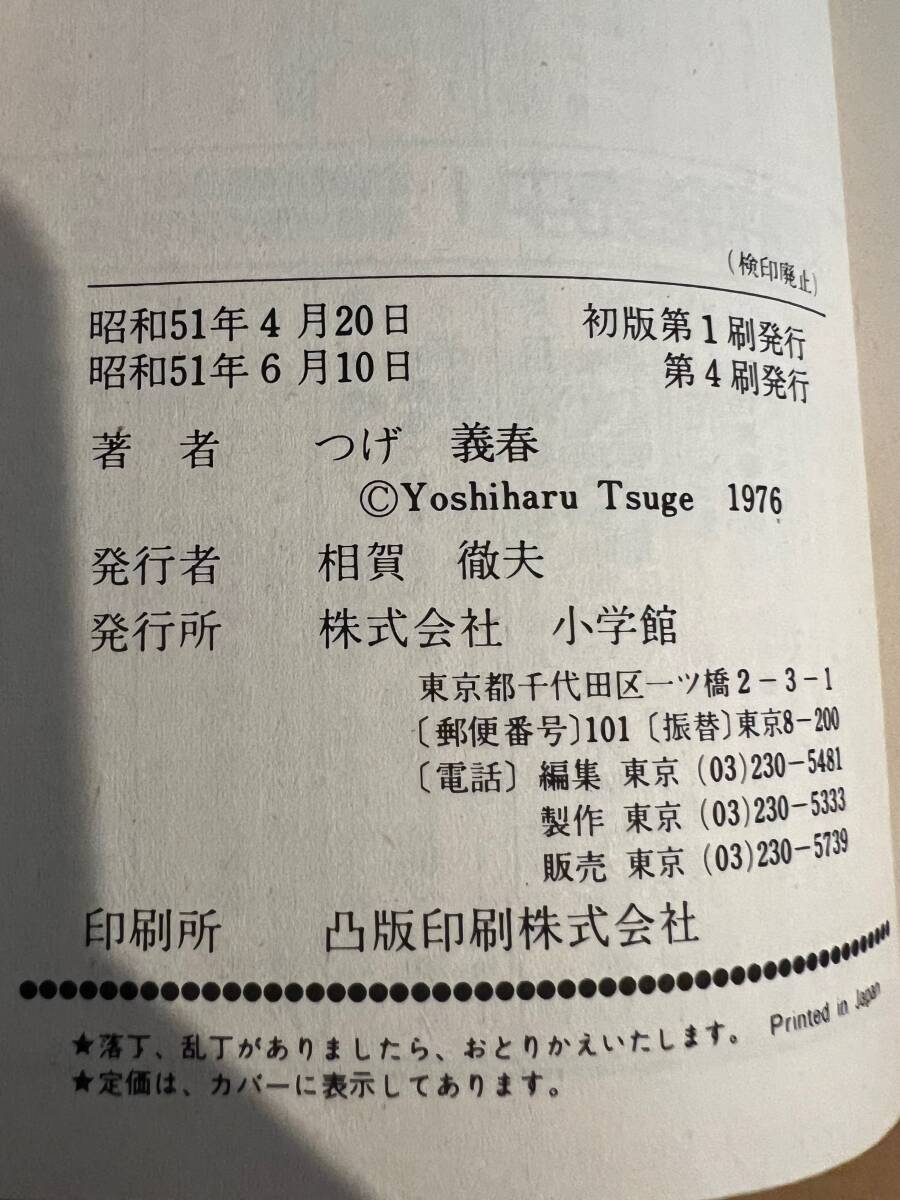 (検印廃止)
昭和51年4月20日 初版第1刷発行
昭和51年6月10日 第4刷発行
著者 つげ 義春
©Yoshiharu Tsuge 1976
発行者 相賀 徹夫
発行所 株式会社 小学館
東京都千代田区一ツ橋2-3-1
〔郵便番号〕101〔振替〕東京8-200
〔電話〕編集 東京 (03)230-5481
製作 東京 (03)230-5333
販売 東京 (03)230-5739
印刷所 凸版印刷株式会社
★落丁、乱丁がありましたら、おとりかえいたします。 Printed in Japan
★定価は、カバーに表示してあります。